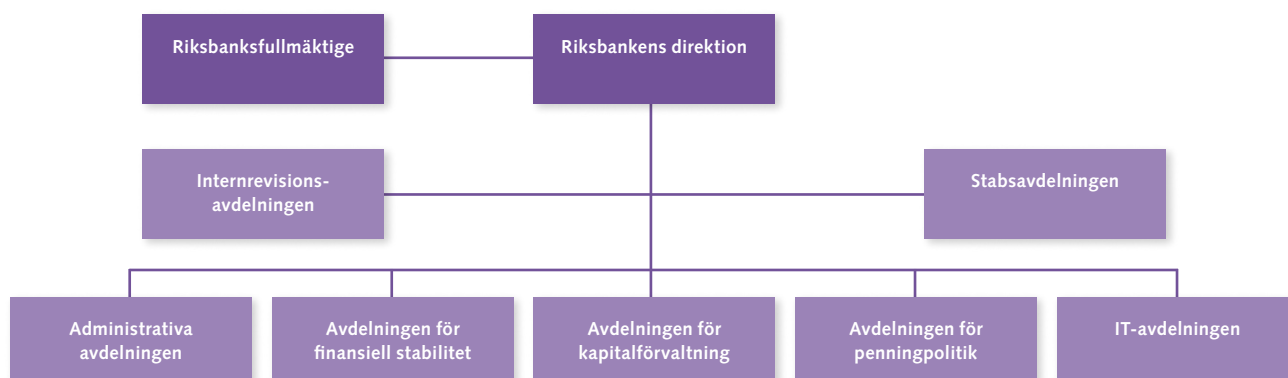 Riksbanksfullmäktige
Riksbankens direktion
Internrevisions-
avdelningen
Stabsavdelningen
Administrativa
avdelningen
Avdelningen för
finansiell stabilitet
Avdelningen för
kapitalförvaltning
Avdelningen för
penningpolitik
IT-avdelningen